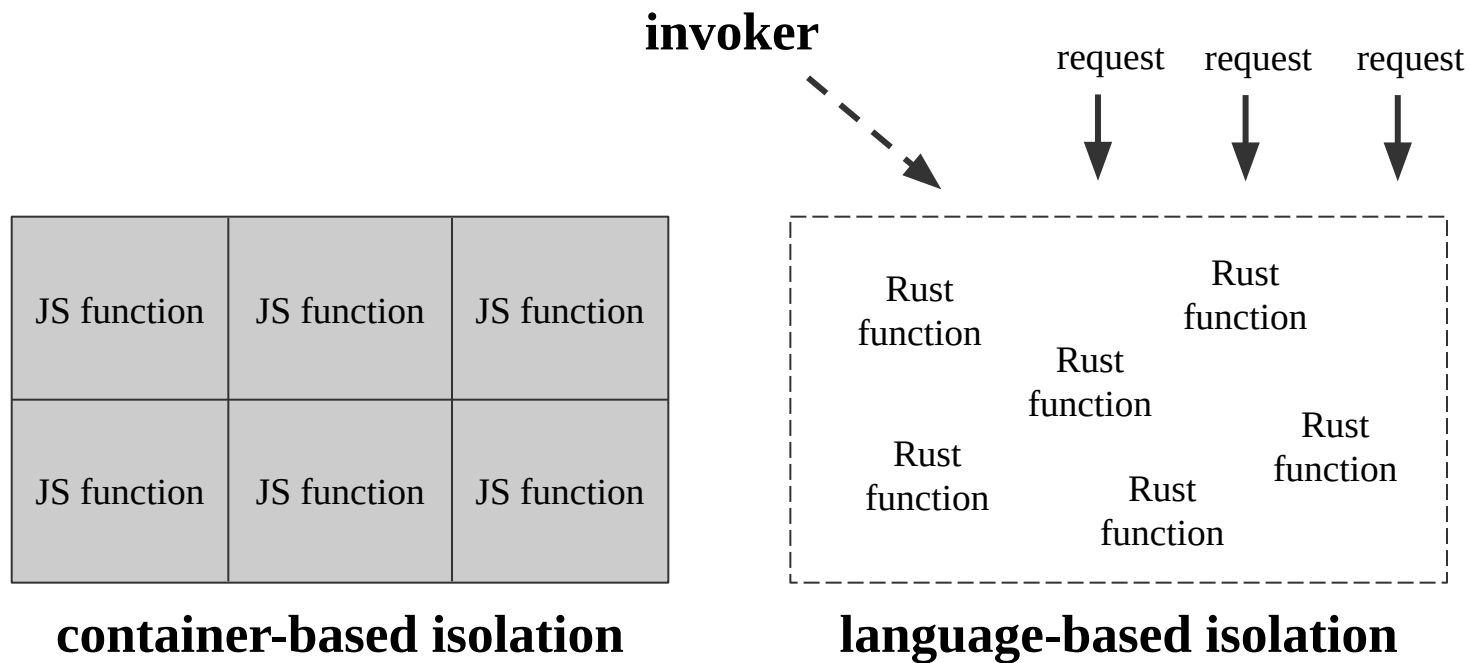 invoker
request request request
JS function JS function JS function
JS function JS function JS function
Rust
function
Rust
function
Rust
function
Rust
function
Rust
function
Rust
function
container-based isolation
language-based isolation